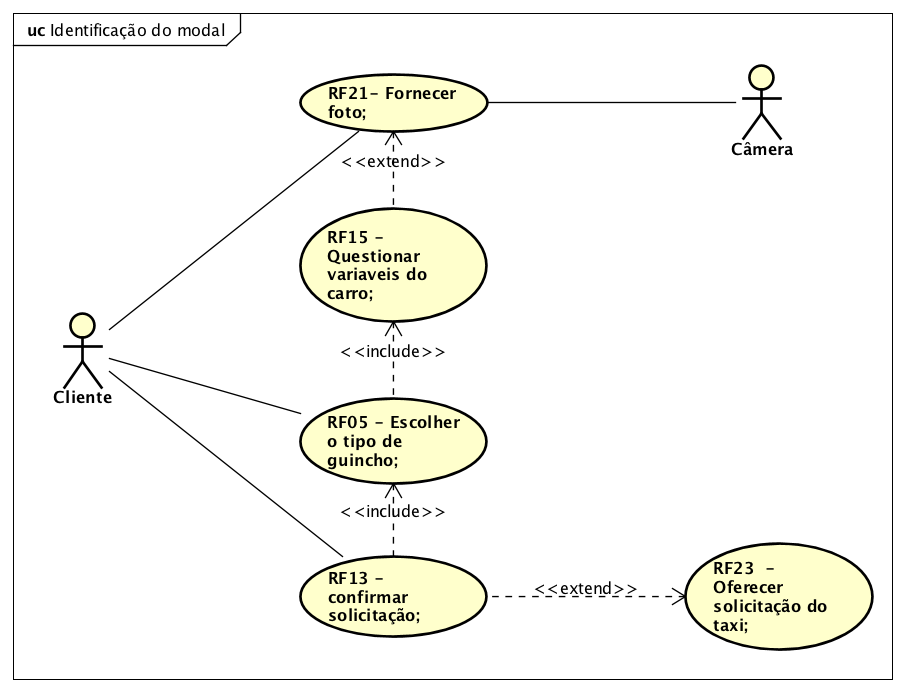 uc Identificação do modal
RF21- Fornecer
foto;
Câmera
<<extend>>
RF15 -
Questionar
variaveis do
carro;
<<include>>
Cliente
RF05 - Escolher
o tipo de
guincho;
<<include>>
RF13 -
confirmar
solicitação;
<<extend>>
RF23 -
Oferecer
solicitação do
taxi;